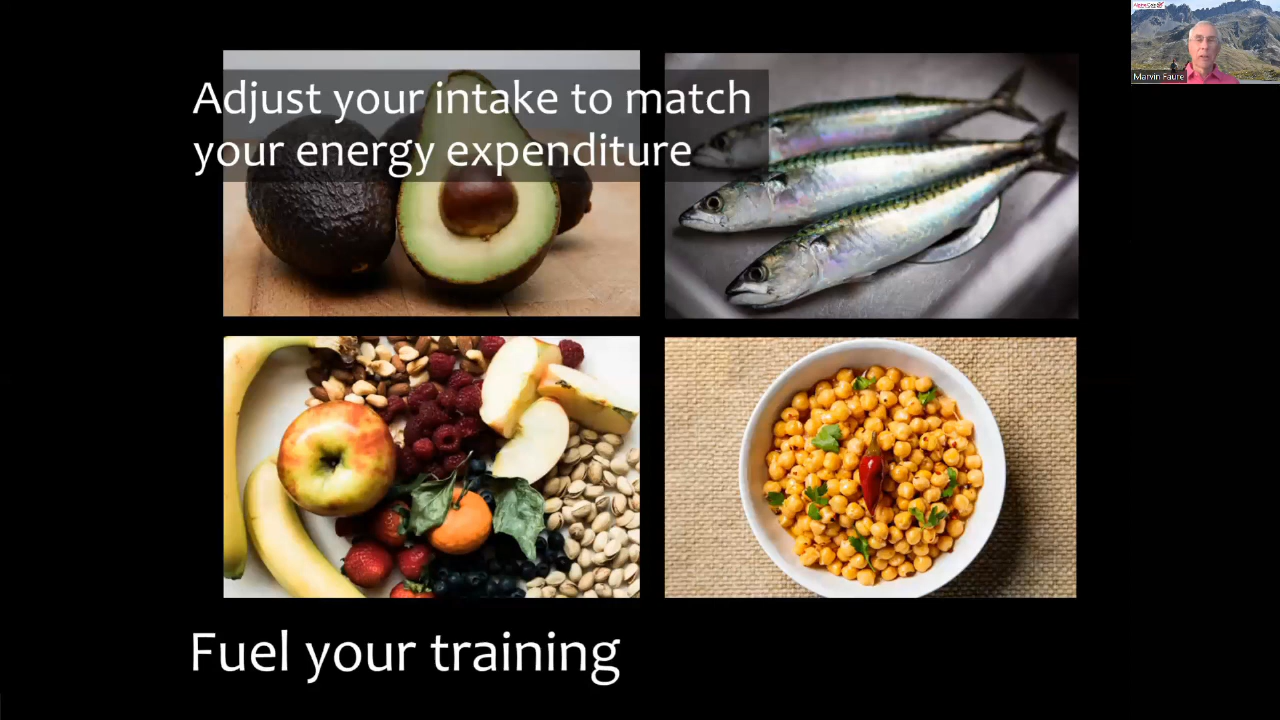 Adjust your intake to match
your energy expenditure
Fuel your training
Marvin Faure